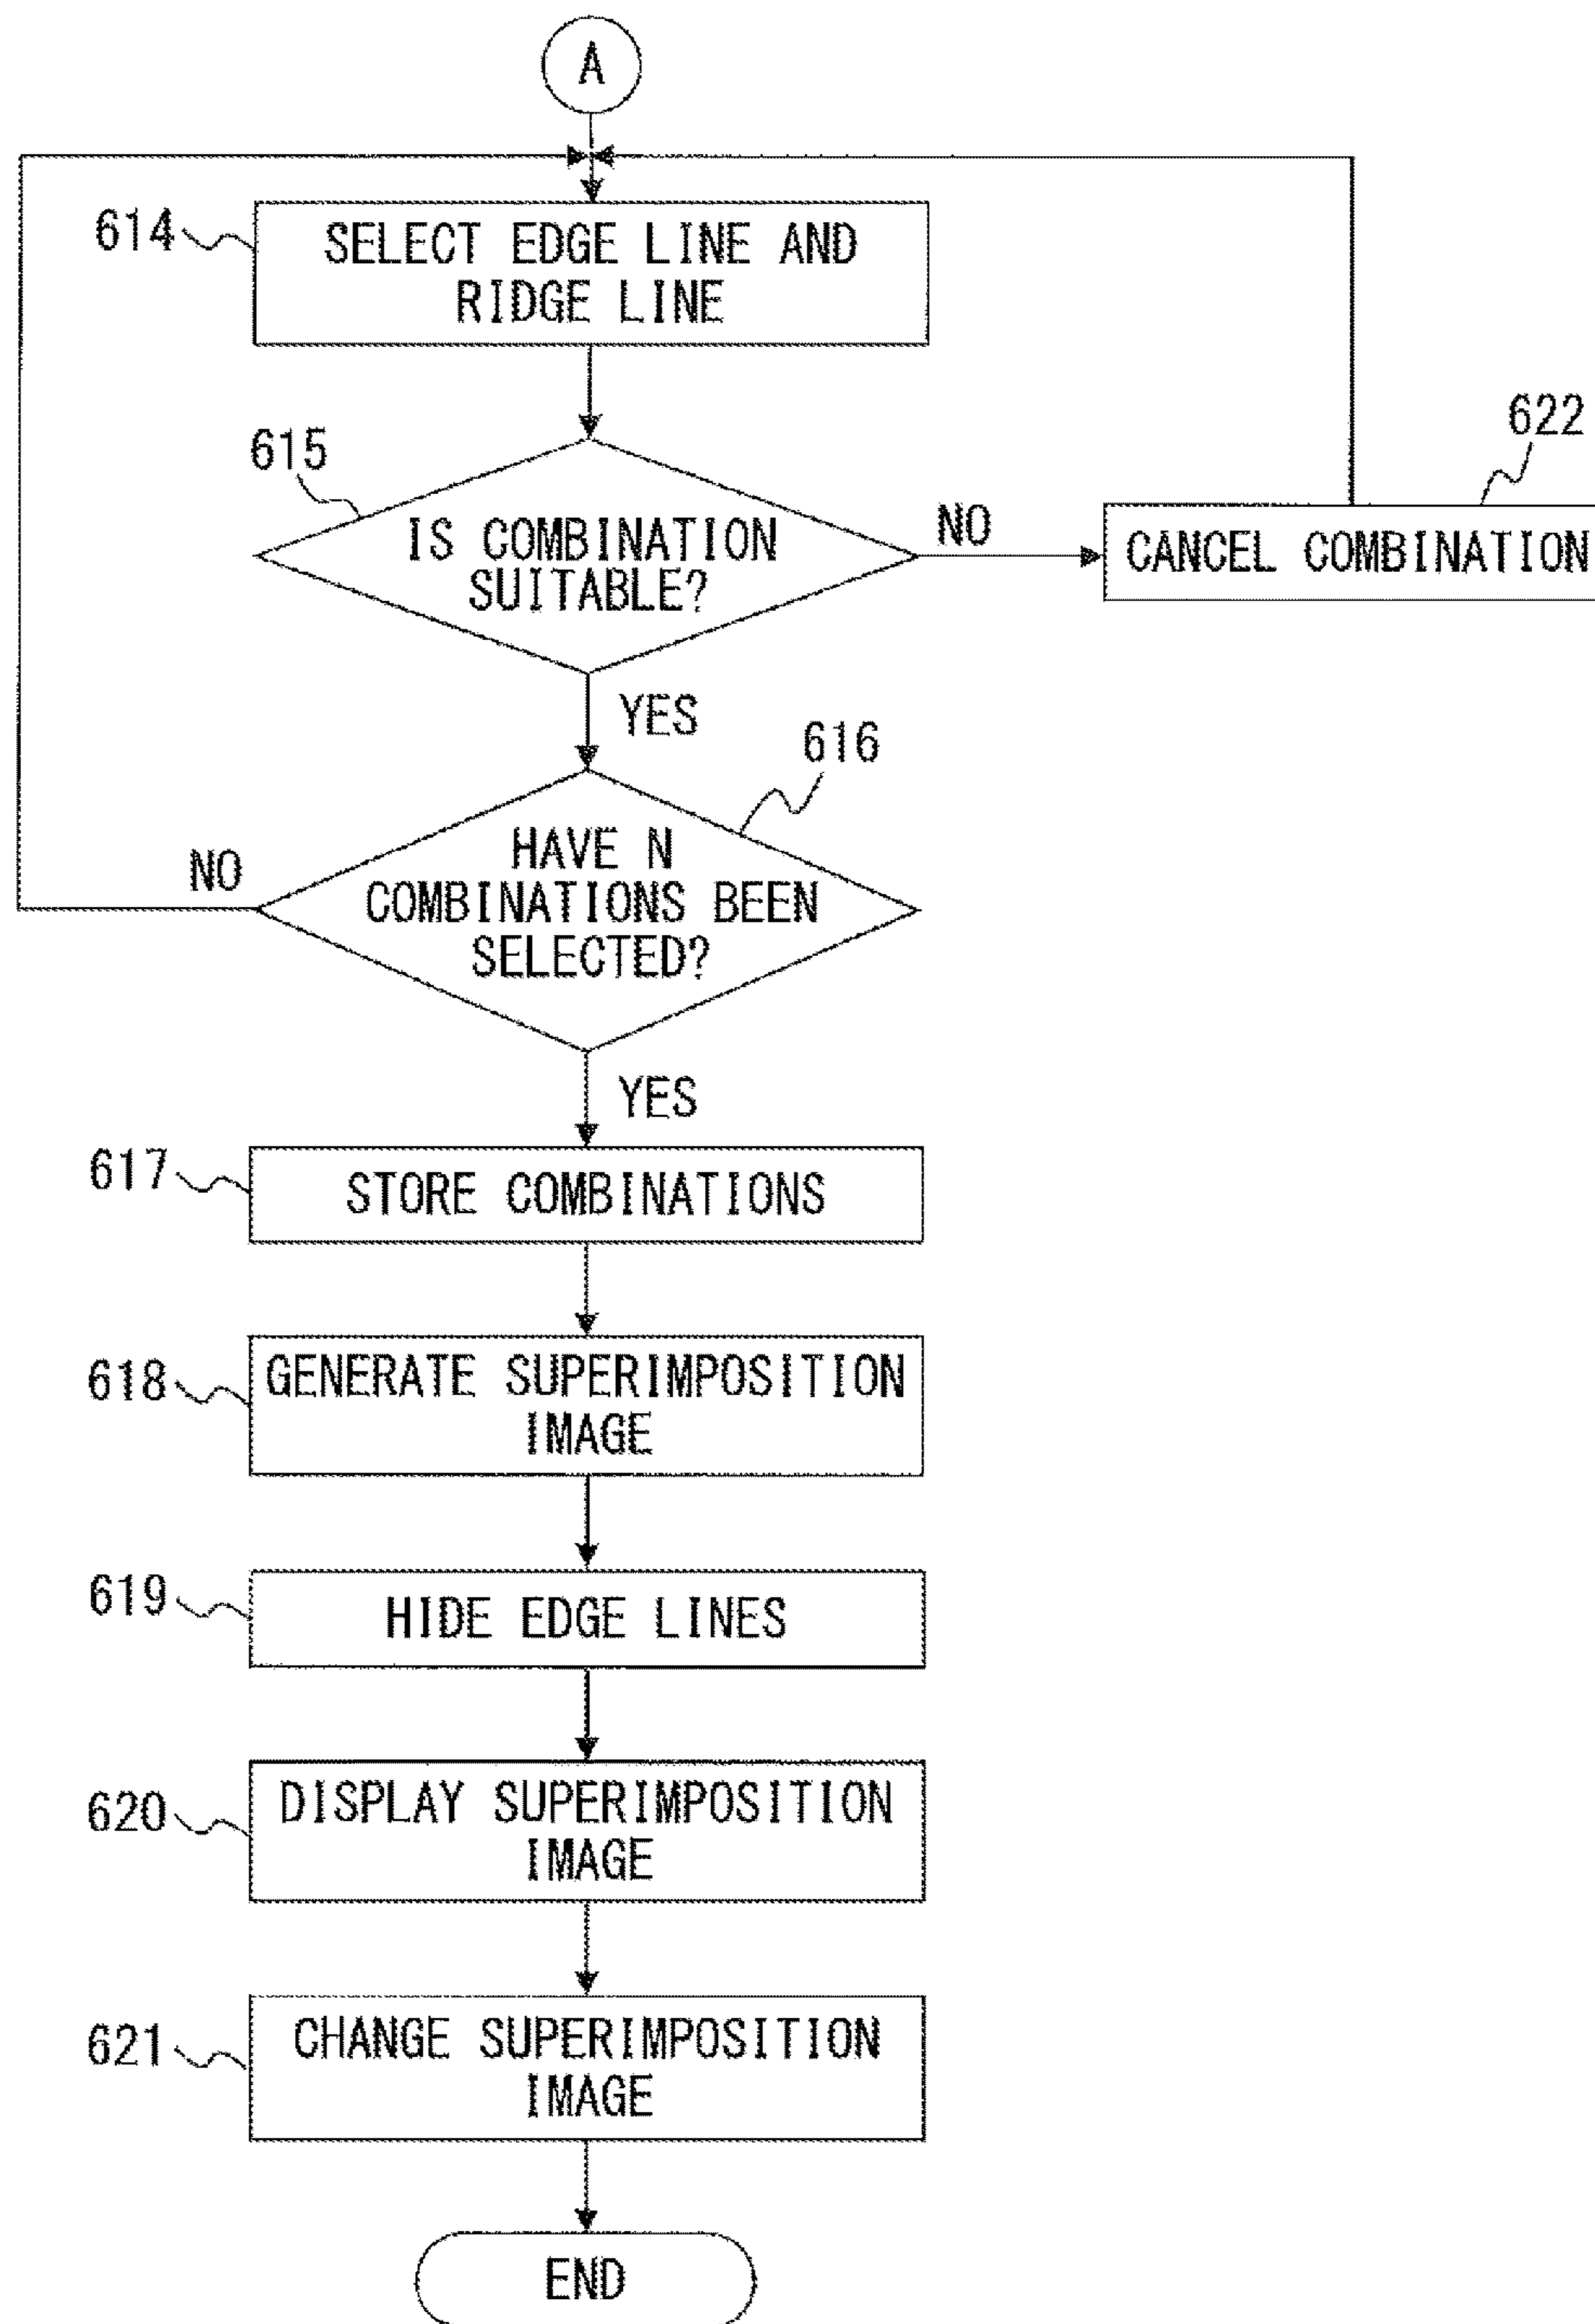 A
614
SELECT EDGE LINE AND
RIDGE LINE
615
IS COMBINATION
SUITABLE?
NO
622
CANCEL COMBINATION
YES
616
HAVE N
COMBINATIONS BEEN
SELECTED?
NO
YES
617
STORE COMBINATIONS
618
GENERATE SUPERIMPOSITION
IMAGE
619
HIDE EDGE LINES
620
DISPLAY SUPERIMPOSITION
IMAGE
621
CHANGE SUPERIMPOSITION
IMAGE
END